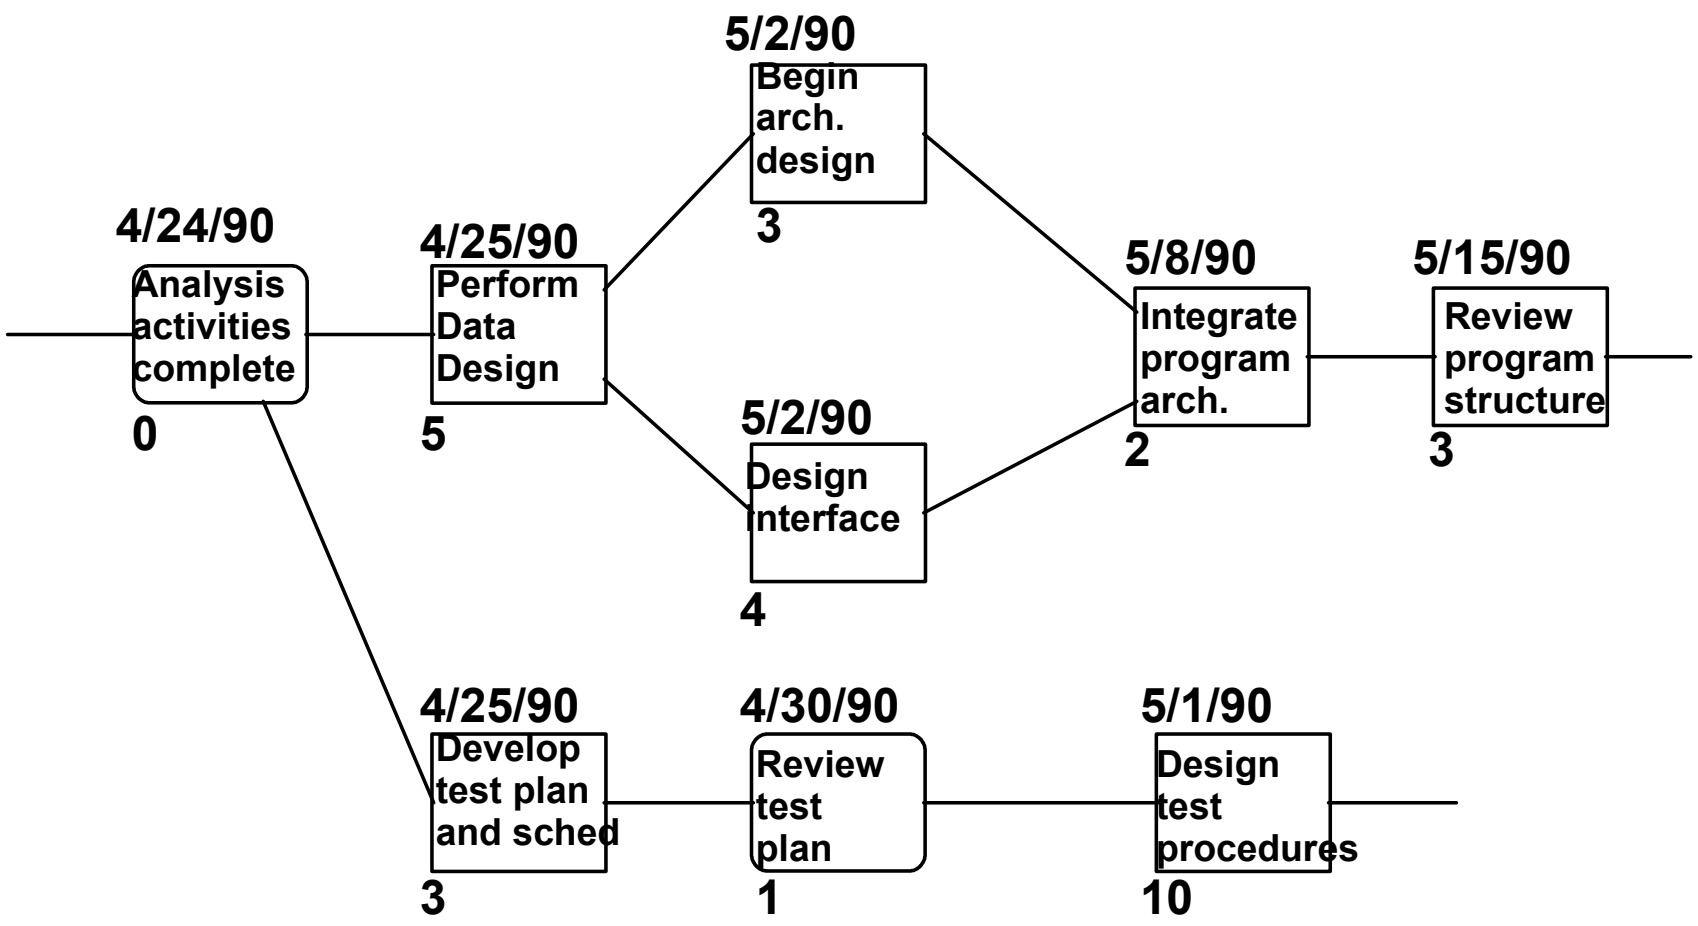 5/2/90
Begin
arch.
design
3
4/24/90
Analysis
activities
complete
0
4/25/90
Perform
Data
Design
5
5/8/90
Integrate
program
arch.
2
5/15/90
Review
program
structure
3
5/2/90
Design
interface
4
4/25/90
Develop
test plan
and sched
3
4/30/90
Review
test
plan
1
5/1/90
Design
test
procedures
10